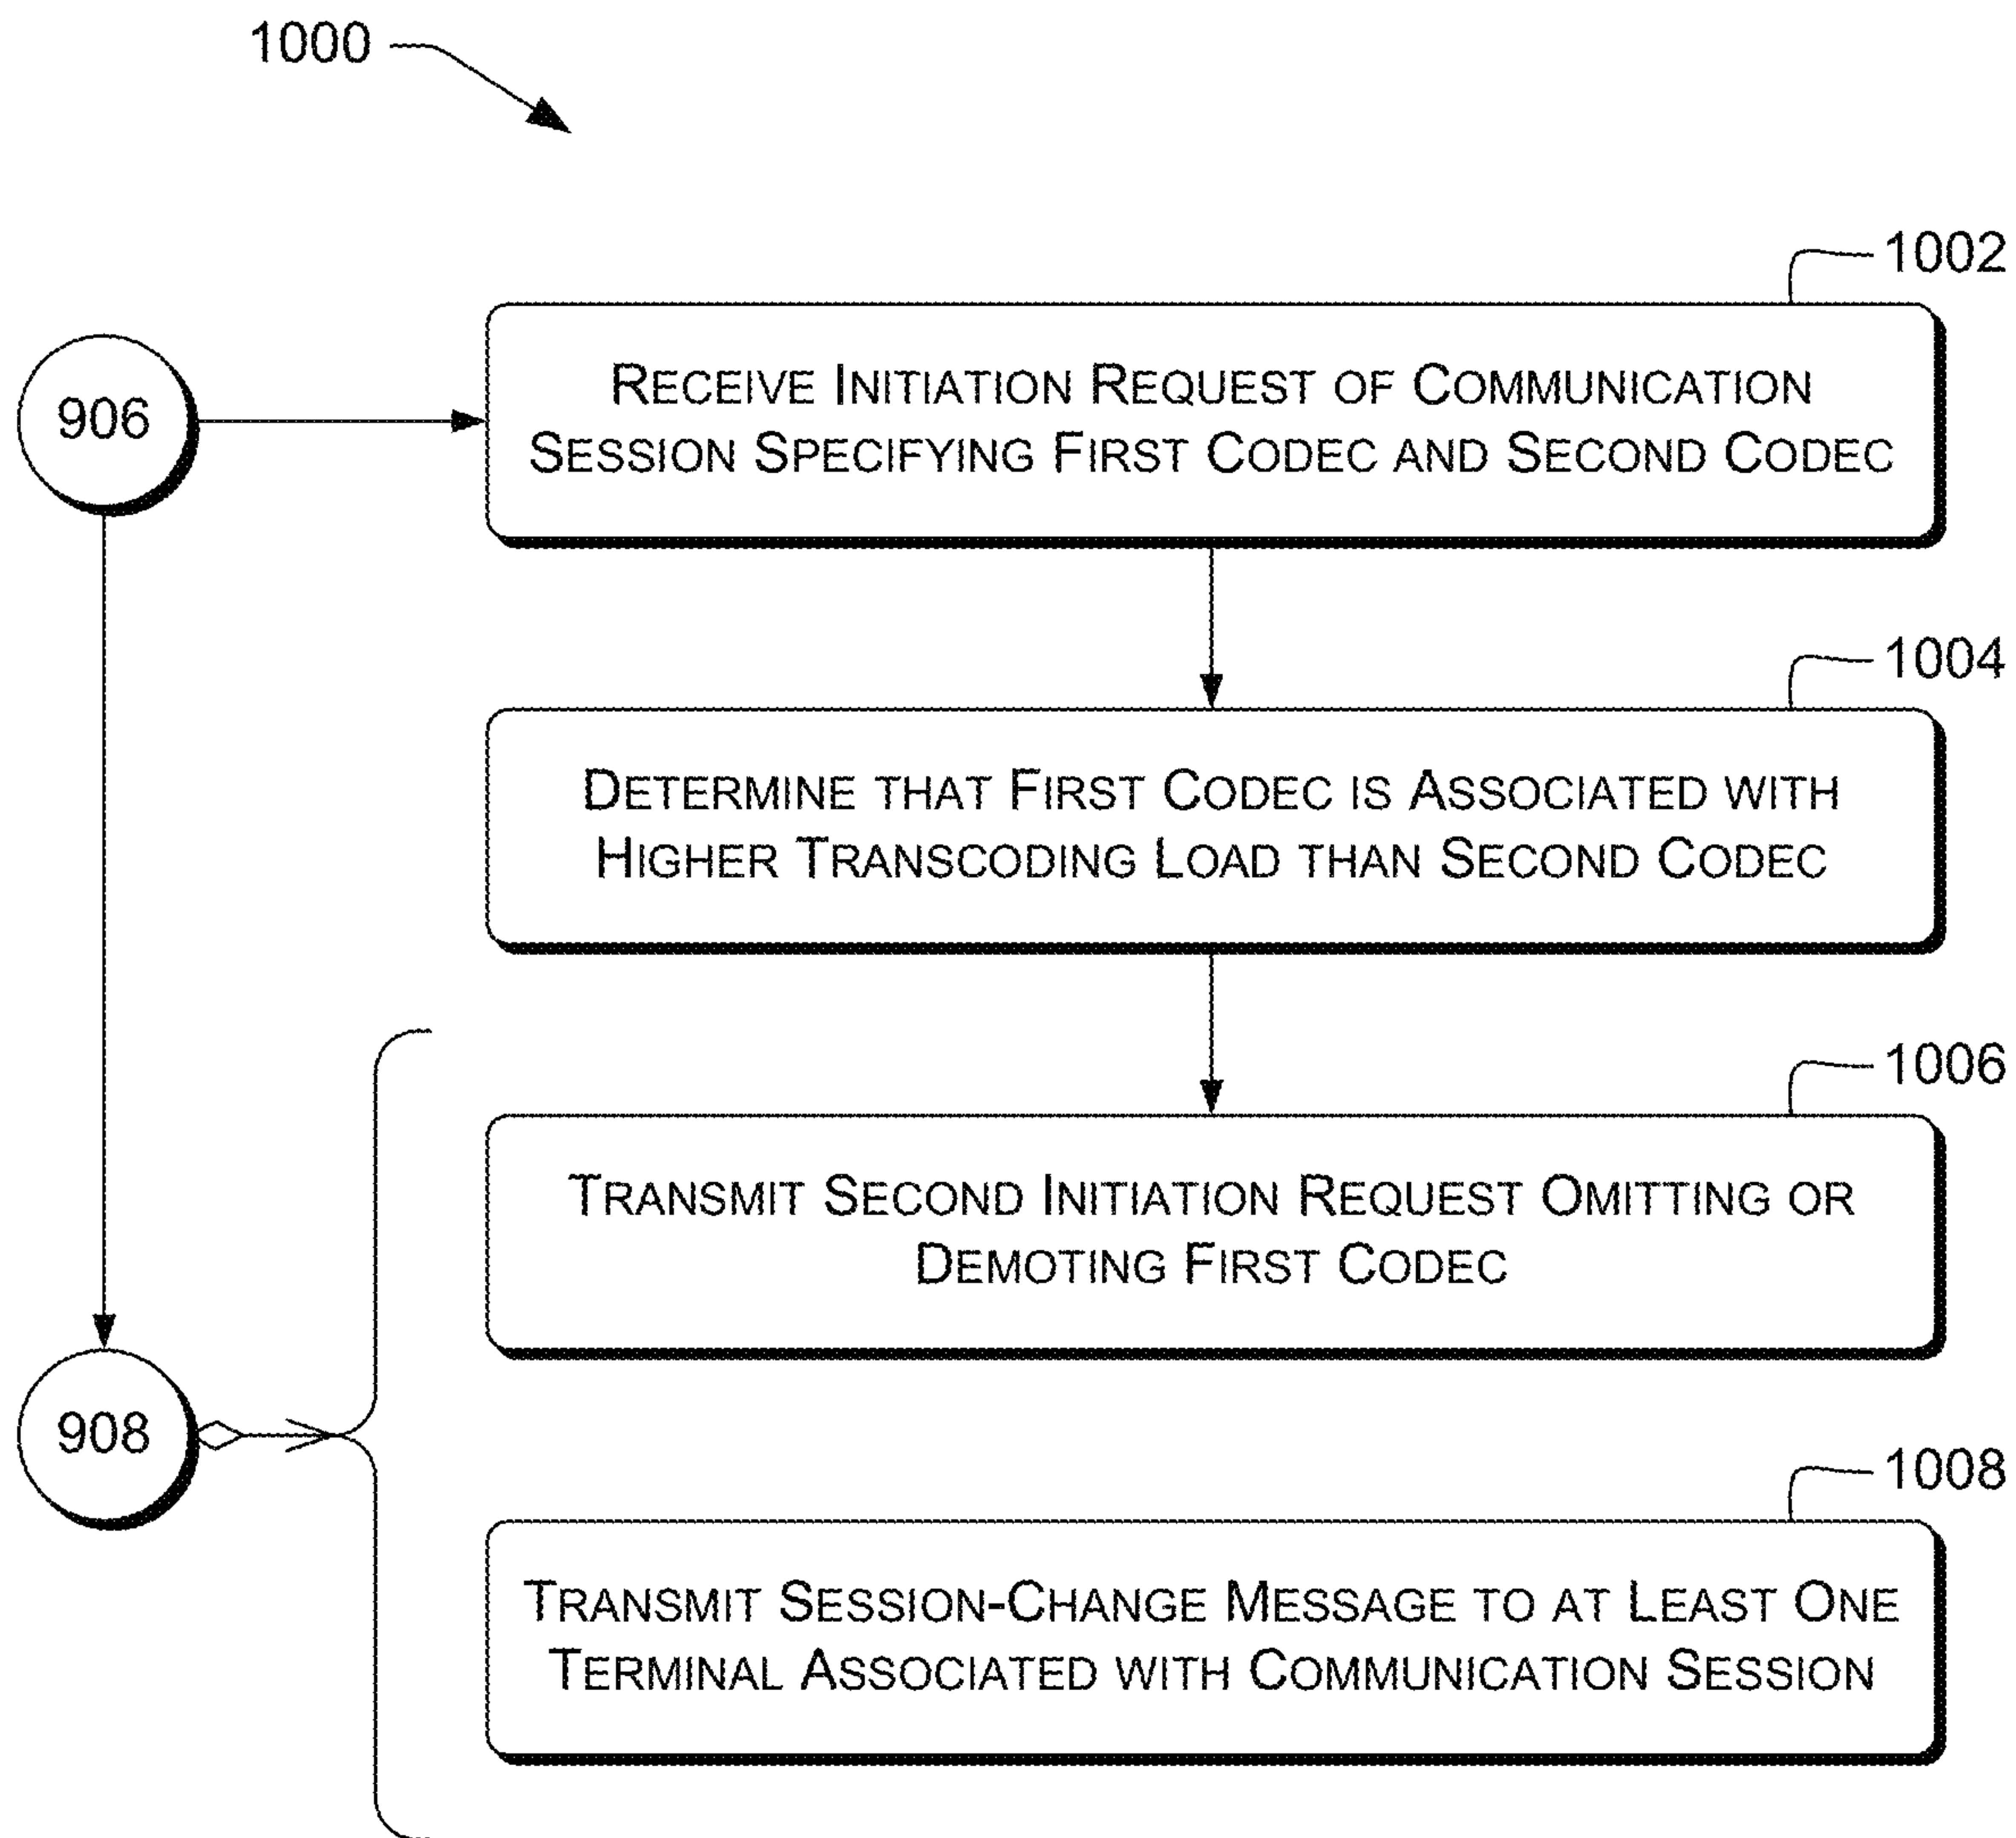 1000
1002
906
RECEIVE INITIATION REQUEST OF COMMUNICATION
SESSION SPECIFYING FIRST CODEC AND SECOND CODEC
1004
DETERMINE THAT FIRST CODEC IS ASSOCIATED WITH
HIGHER TRANSCODING LOAD THAN SECOND CODEC
1006
TRANSMIT SECOND INITIATION REQUEST OMITTING OR
DEMOTING FIRST CODEC
908
1008
TRANSMIT SESSION-CHANGE MESSAGE TO AT LEAST ONE
TERMINAL ASSOCIATED WITH COMMUNICATION SESSION